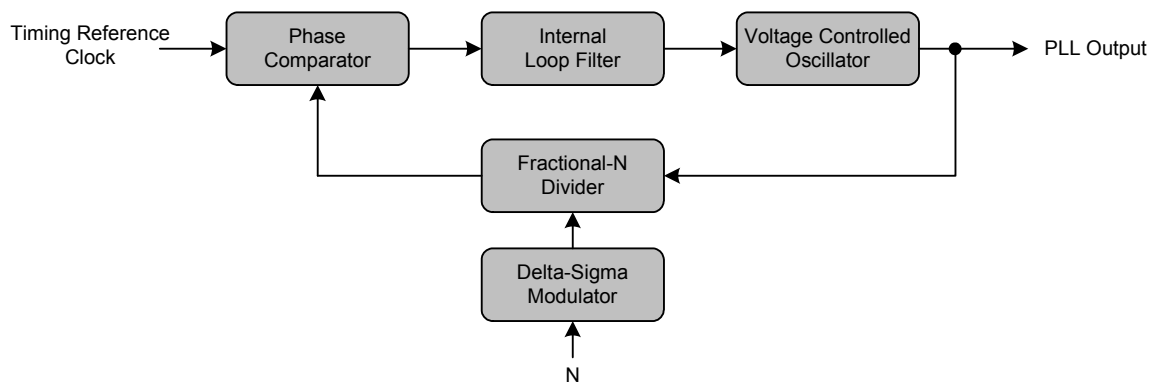 Timing Reference
Clock
Phase
Comparator
Internal
Loop Filter
Voltage Controlled
Oscillator
PLL Output
Fractional-N
Divider
Delta-Sigma
Modulator
N